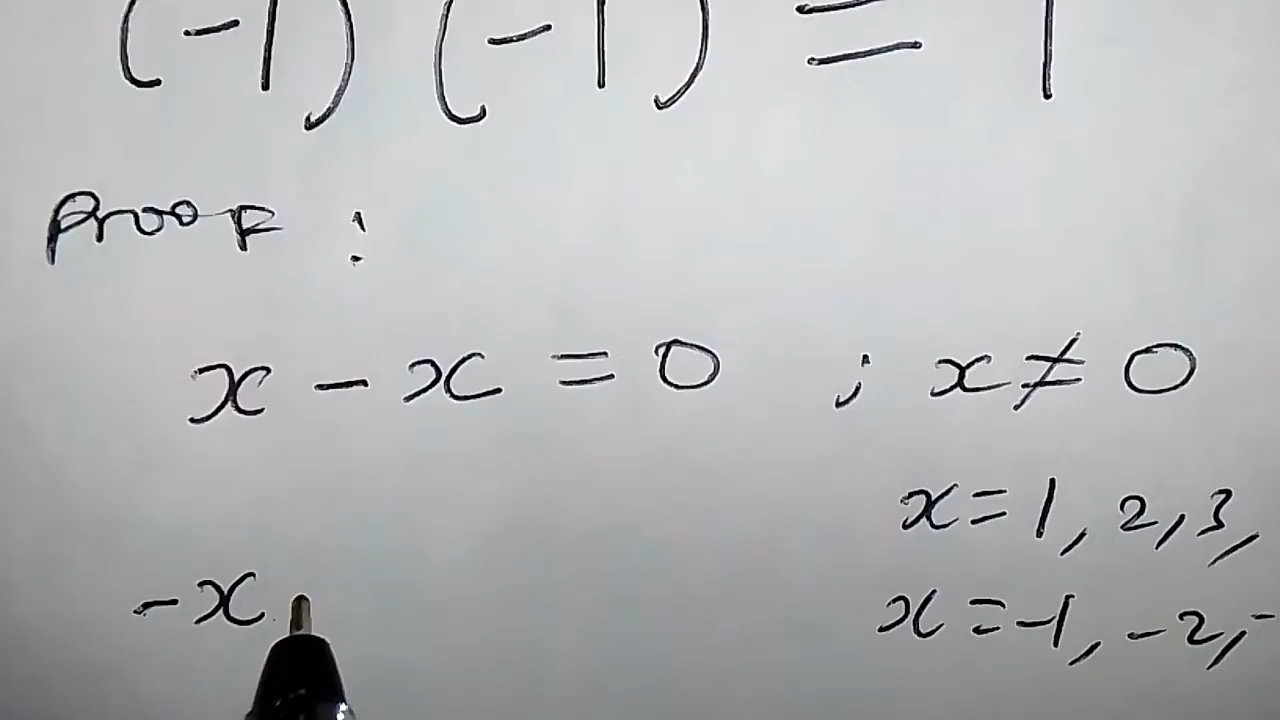 (-1) (-1) = 1
Proof :
x - x = 0 ; x ≠ 0
x = 1, 2, 3,
-x
x = -1, -2, -